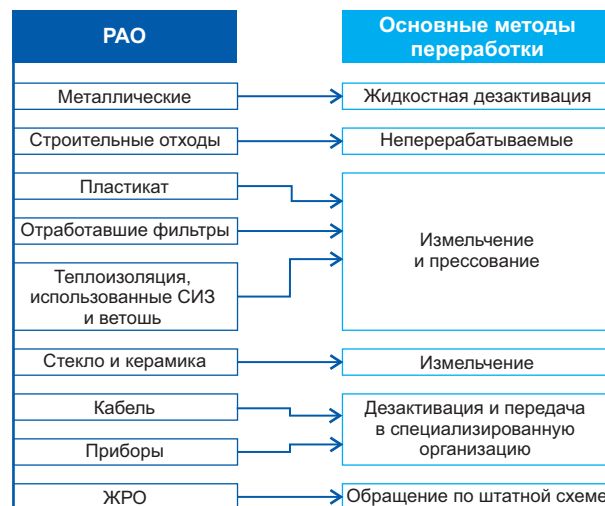 РАО
Основные методы
переработки
Металлические
Жидкостная дезактивация
Строительные отходы
Неперерабатываемые
Пластикат
Отработавшие фильтры
Теплоизоляция,
использованные СИЗ
и ветошь
Измельчение
и прессование
Стекло и керамика
Измельчение
Кабель
Приборы
Дезактивация и передача
в специализированную
организацию
ЖРО
Обращение по штатной схеме